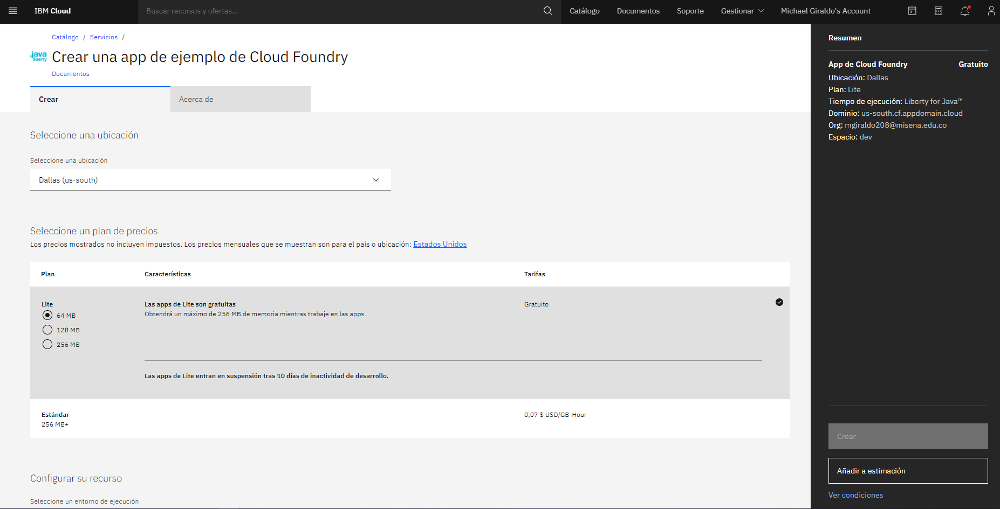 IBM Cloud
Buscar recursos y ofertas...
Catálogo
Documentos
Soporte
Gestionar
Michael Giraldo's Account
Catálogo / Servicios /
java
liberty
Crear una app de ejemplo de Cloud Foundry
Documentos
Crear
Acerca de
Seleccione una ubicación
Seleccione una ubicación
Dallas (us-south)
Seleccione un plan de precios
Los precios mostrados no incluyen impuestos. Los precios mensuales que se muestran son para el país o ubicación: Estados Unidos
Plan Características Tarifas
Lite
64 MB
128 MB
256 MB
Las apps de Lite son gratuitas
Obtendrá un máximo de 256 MB de memoria mientras trabaje en las apps.
Gratuito
Las apps de Lite entran en suspensión tras 10 días de inactividad de desarrollo.
Estándar
256 MB+
0,07 $ USD/GB-Hour
Configurar su recurso
Seleccione un entorno de ejecución
Resumen
App de Cloud Foundry Gratuito
Ubicación: Dallas
Plan: Lite
Tiempo de ejecución: Liberty for Java™
Dominio: us-south.cf.appdomain.cloud
Org: mgiraldo208@misena.edu.co
Espacio: dev
Crear
Añadir a estimación
Ver condiciones